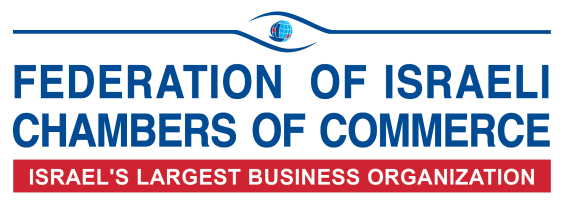 FEDERATION OF ISRAELI
CHAMBERS OF COMMERCE
ISRAEL'S LARGEST BUSINESS ORGANIZATION